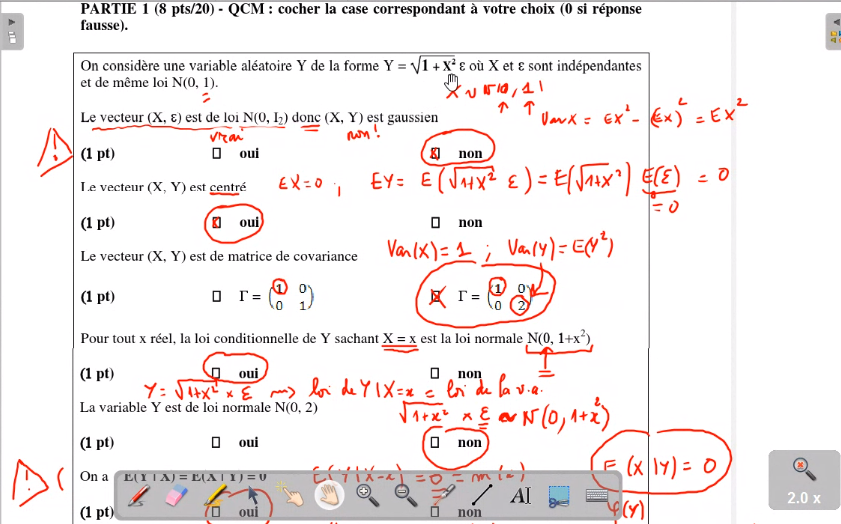 PARTIE 1 (8 pts/20) - QCM : cocher la case correspondant à votre choix (0 si réponse
fausse).
On considère une variable aléatoire Y de la forme Y = √1 + X² ε où X et ε sont indépendantes
et de même loi N(0, 1).
X ~ N(0, 1)
Le vecteur (X, ε) est de loi N(0, I₂) donc (X, Y) est gaussien
Var X = EX² - (EX)² = EX²
vrai non!
(1 pt) oui non
Le vecteur (X, Y) est centré
EX=0 ; EY = E(√1+X² ε) = E(√1+X²) E(ε) = 0
=0
(1 pt) oui non
Le vecteur (X, Y) est de matrice de covariance
Var(X) = 1 ; Var(Y) = E(Y²)
(1 pt) Γ = (1 0 Γ = (1 0
0 1) 0 2)
Pour tout x réel, la loi conditionnelle de Y sachant X = x est la loi normale N(0, 1+x²)
(1 pt) oui non
Y = √1+X² × ε ⟿ loi de Y|X=x = loi de la v.a.
La variable Y est de loi normale N(0, 2)
√1+x² × ε ~ N(0, 1+x²)
(1 pt) oui non
On a E(Y | X) = E(X | Y) = 0
E(Y|X=x) = 0 = m(x)
E(X|Y) = 0
(1 pt) oui non
φ(Y)
AI
2.0 x